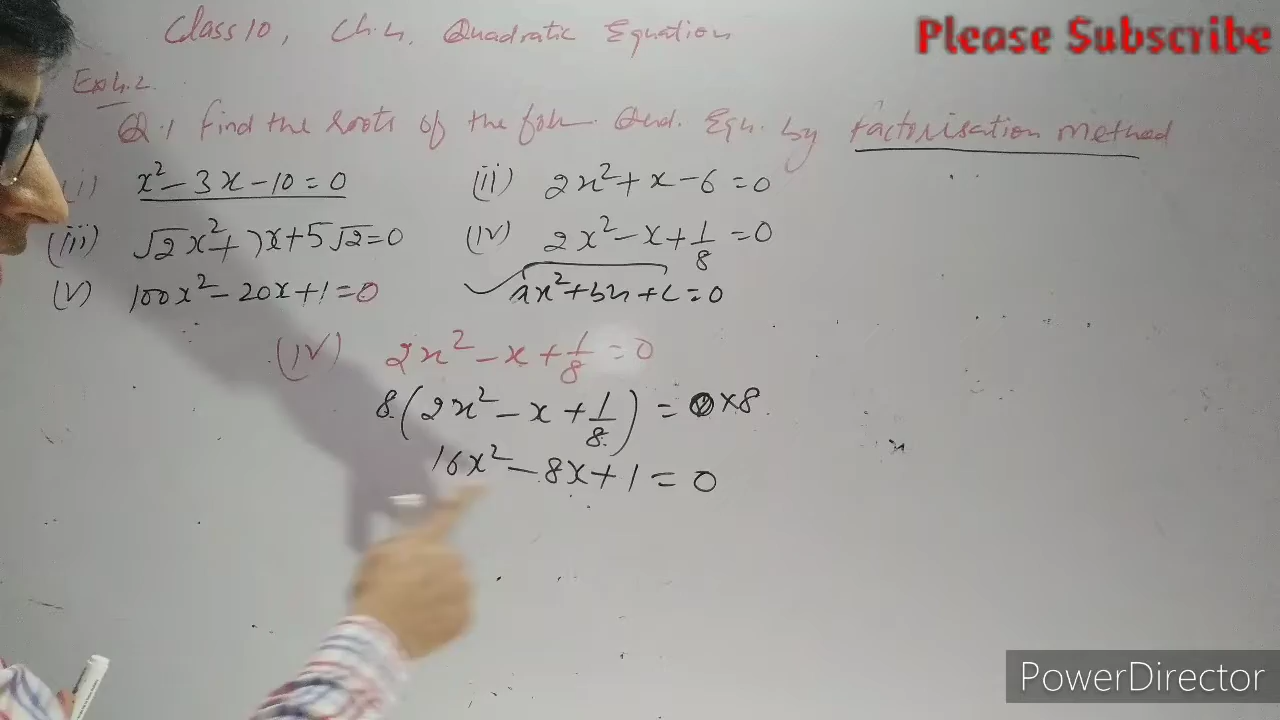 Class 10, Ch.4. Quadratic Equation
Please Subscribe
Ex 4.2
Q.1 Find the roots of the foll. Qud. Eqn. by factorisation method
(i) x² - 3x - 10 = 0 (ii) 2x² + x - 6 = 0
(iii) √2x² + 7x + 5√2 = 0 (iv) 2x² - x + 1/8 = 0
(v) 100x² - 20x + 1 = 0 ax² + bx + c = 0
(iv) 2x² - x + 1/8 = 0
8(2x² - x + 1/8) = 0 × 8
16x² - 8x + 1 = 0
PowerDirector